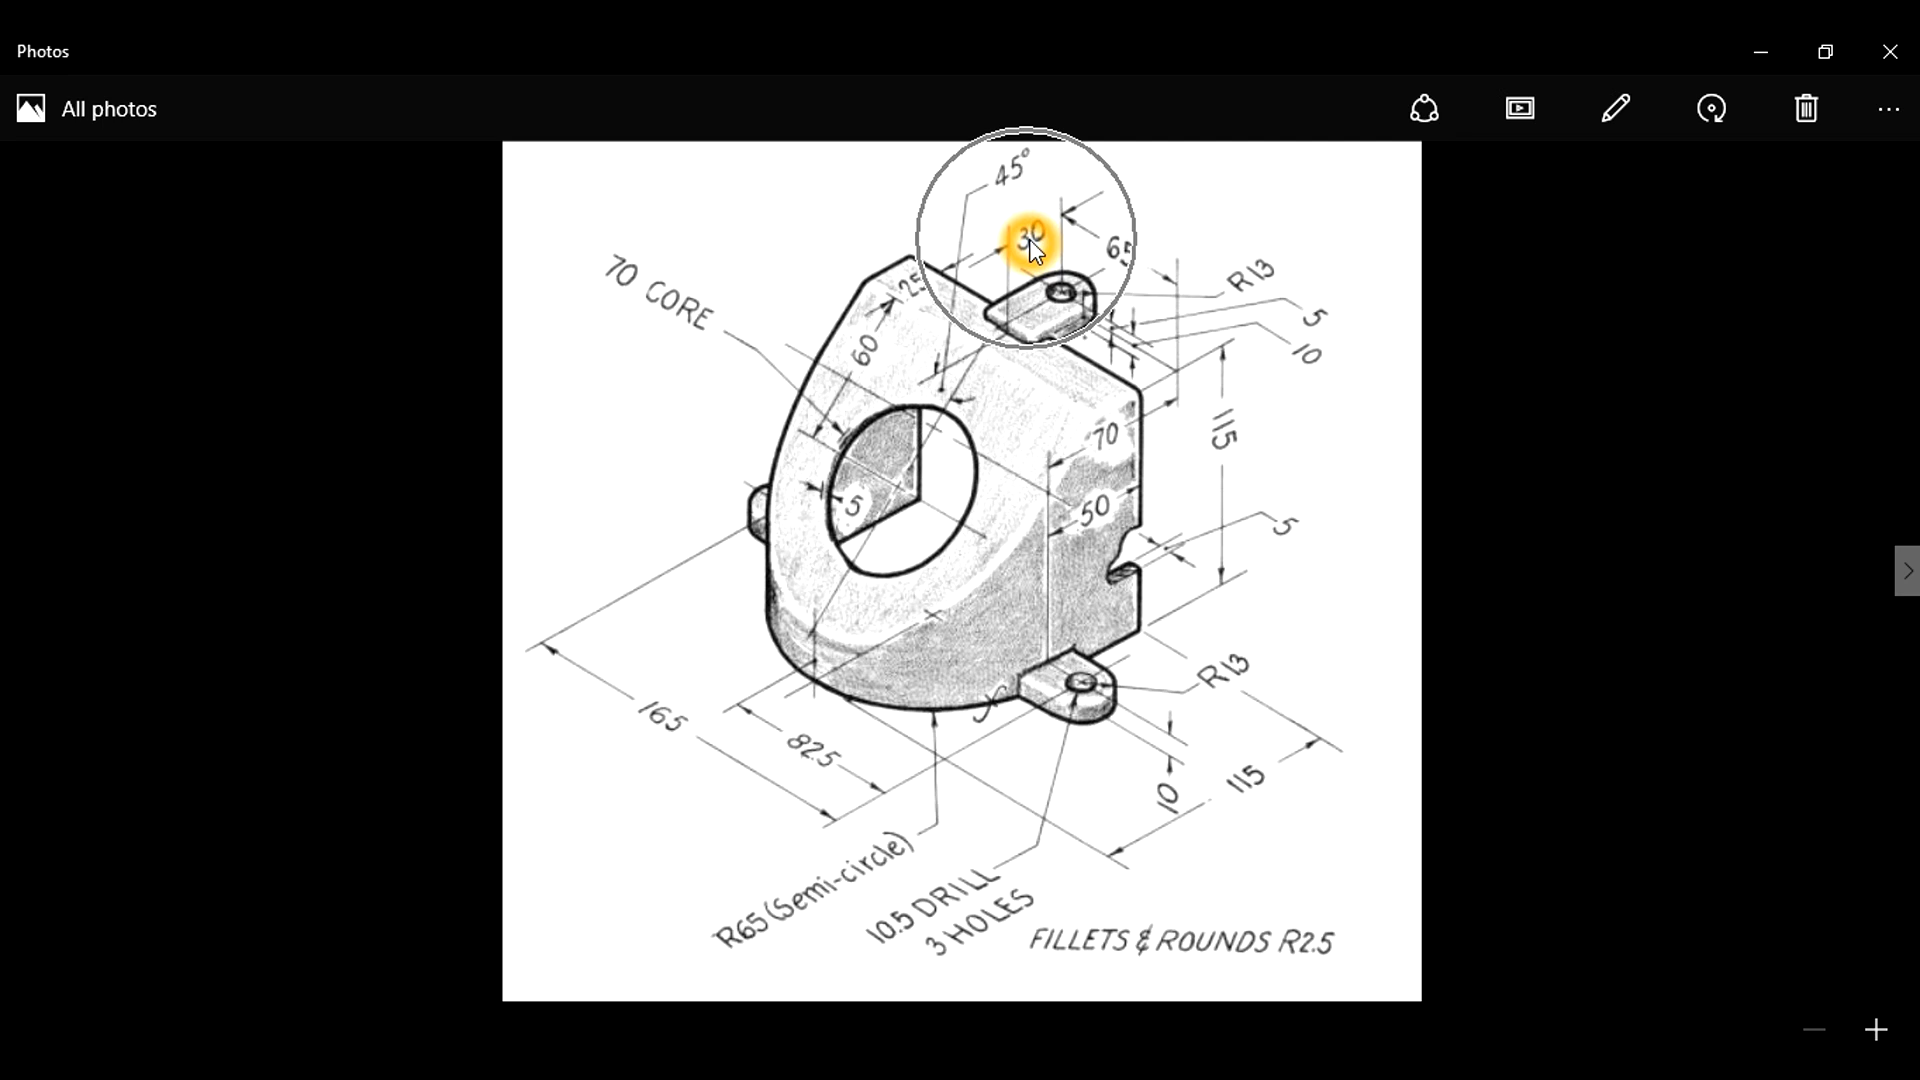 Photos
All photos
45°
30
65
70 CORE
25
R13
5
10
60
115
70
5
50
5
R13
165
82.5
10
115
R65 (Semi-circle)
10.5 DRILL
3 HOLES
FILLETS & ROUNDS R2.5